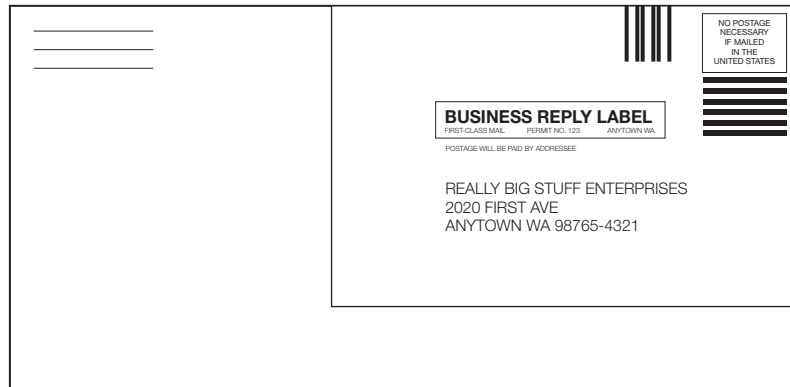 NO POSTAGE
NECESSARY
IF MAILED
IN THE
UNITED STATES
BUSINESS REPLY LABEL
FIRST-CLASS MAIL PERMIT NO. 123 ANYTOWN WA
POSTAGE WILL BE PAID BY ADDRESSEE
REALLY BIG STUFF ENTERPRISES
2020 FIRST AVE
ANYTOWN WA 98765-4321